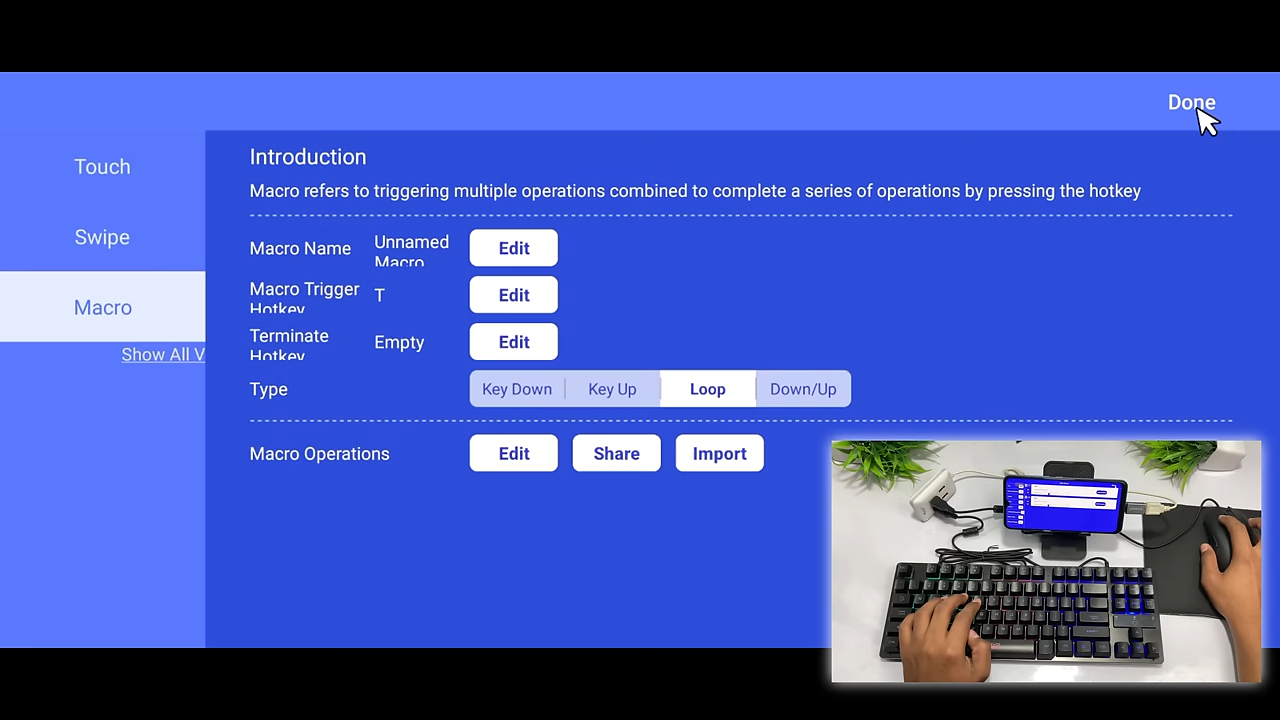 Done
Touch
Swipe
Macro
Show All V
Introduction
Macro refers to triggering multiple operations combined to complete a series of operations by pressing the hotkey
Macro Name Unnamed Macro Edit
Macro Trigger Hotkey T Edit
Terminate Hotkey Empty Edit
Type Key Down Key Up Loop Down/Up
Macro Operations Edit Share Import